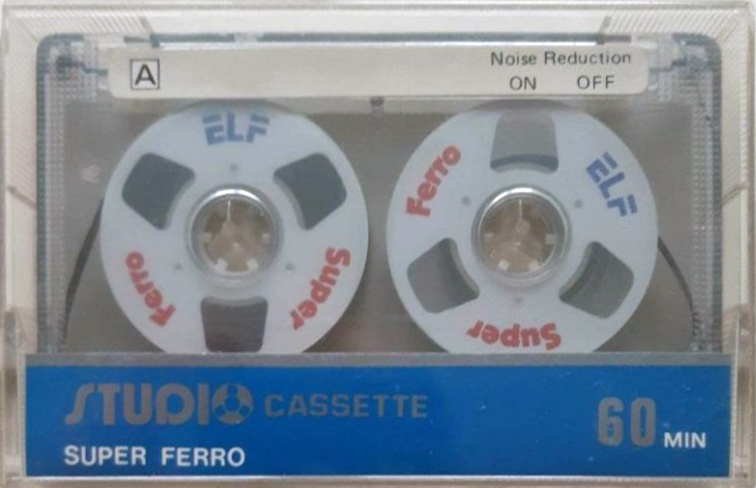 A
Noise Reduction
ON OFF
ELF
Super
Ferro
ELF
Super
Ferro
STUDIO CASSETTE
60 MIN
SUPER FERRO